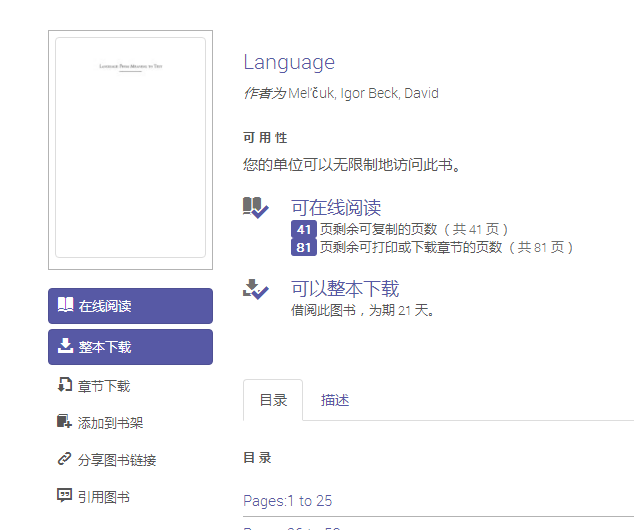 Language From Meaning to Text
Language
作者为 Mel'čuk, Igor Beck, David
可用性
您的单位可以无限制地访问此书。
可在线阅读
41 页剩余可复制的页数（共 41 页）
81 页剩余可打印或下载章节的页数（共 81 页）
可以整本下载
借阅此图书，为期 21 天。
在线阅读
整本下载
章节下载
添加到书架
分享图书链接
引用图书
目录 描述
目录
Pages:1 to 25